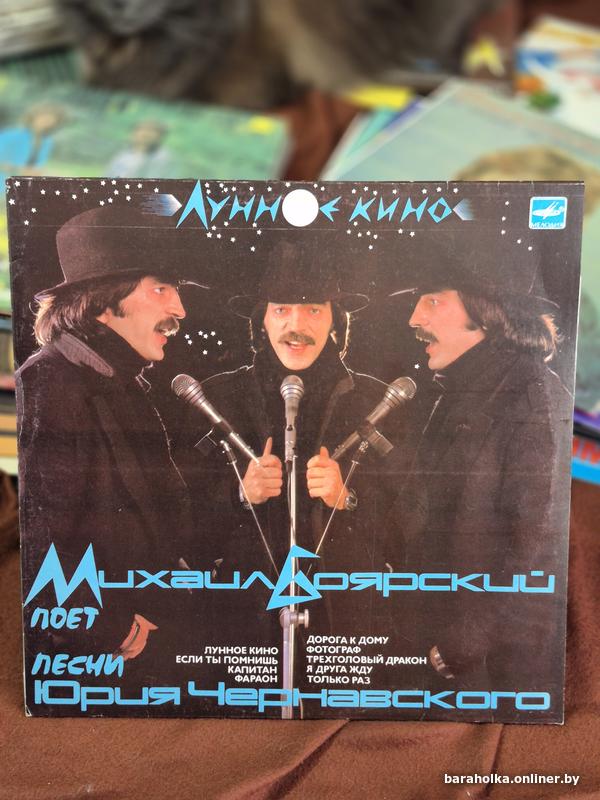 ЛУННОЕ КИНО
МЕЛОДИЯ
Михаил Боярский
ПОЕТ
ПЕСНИ
Юрия Чернавского
ЛУННОЕ КИНО
ЕСЛИ ТЫ ПОМНИШЬ
КАПИТАН
ФАРАОН
ДОРОГА К ДОМУ
ФОТОГРАФ
ТРЕХГОЛОВЫЙ ДРАКОН
Я ДРУГА ЖДУ
ТОЛЬКО РАЗ
baraholka.onliner.by